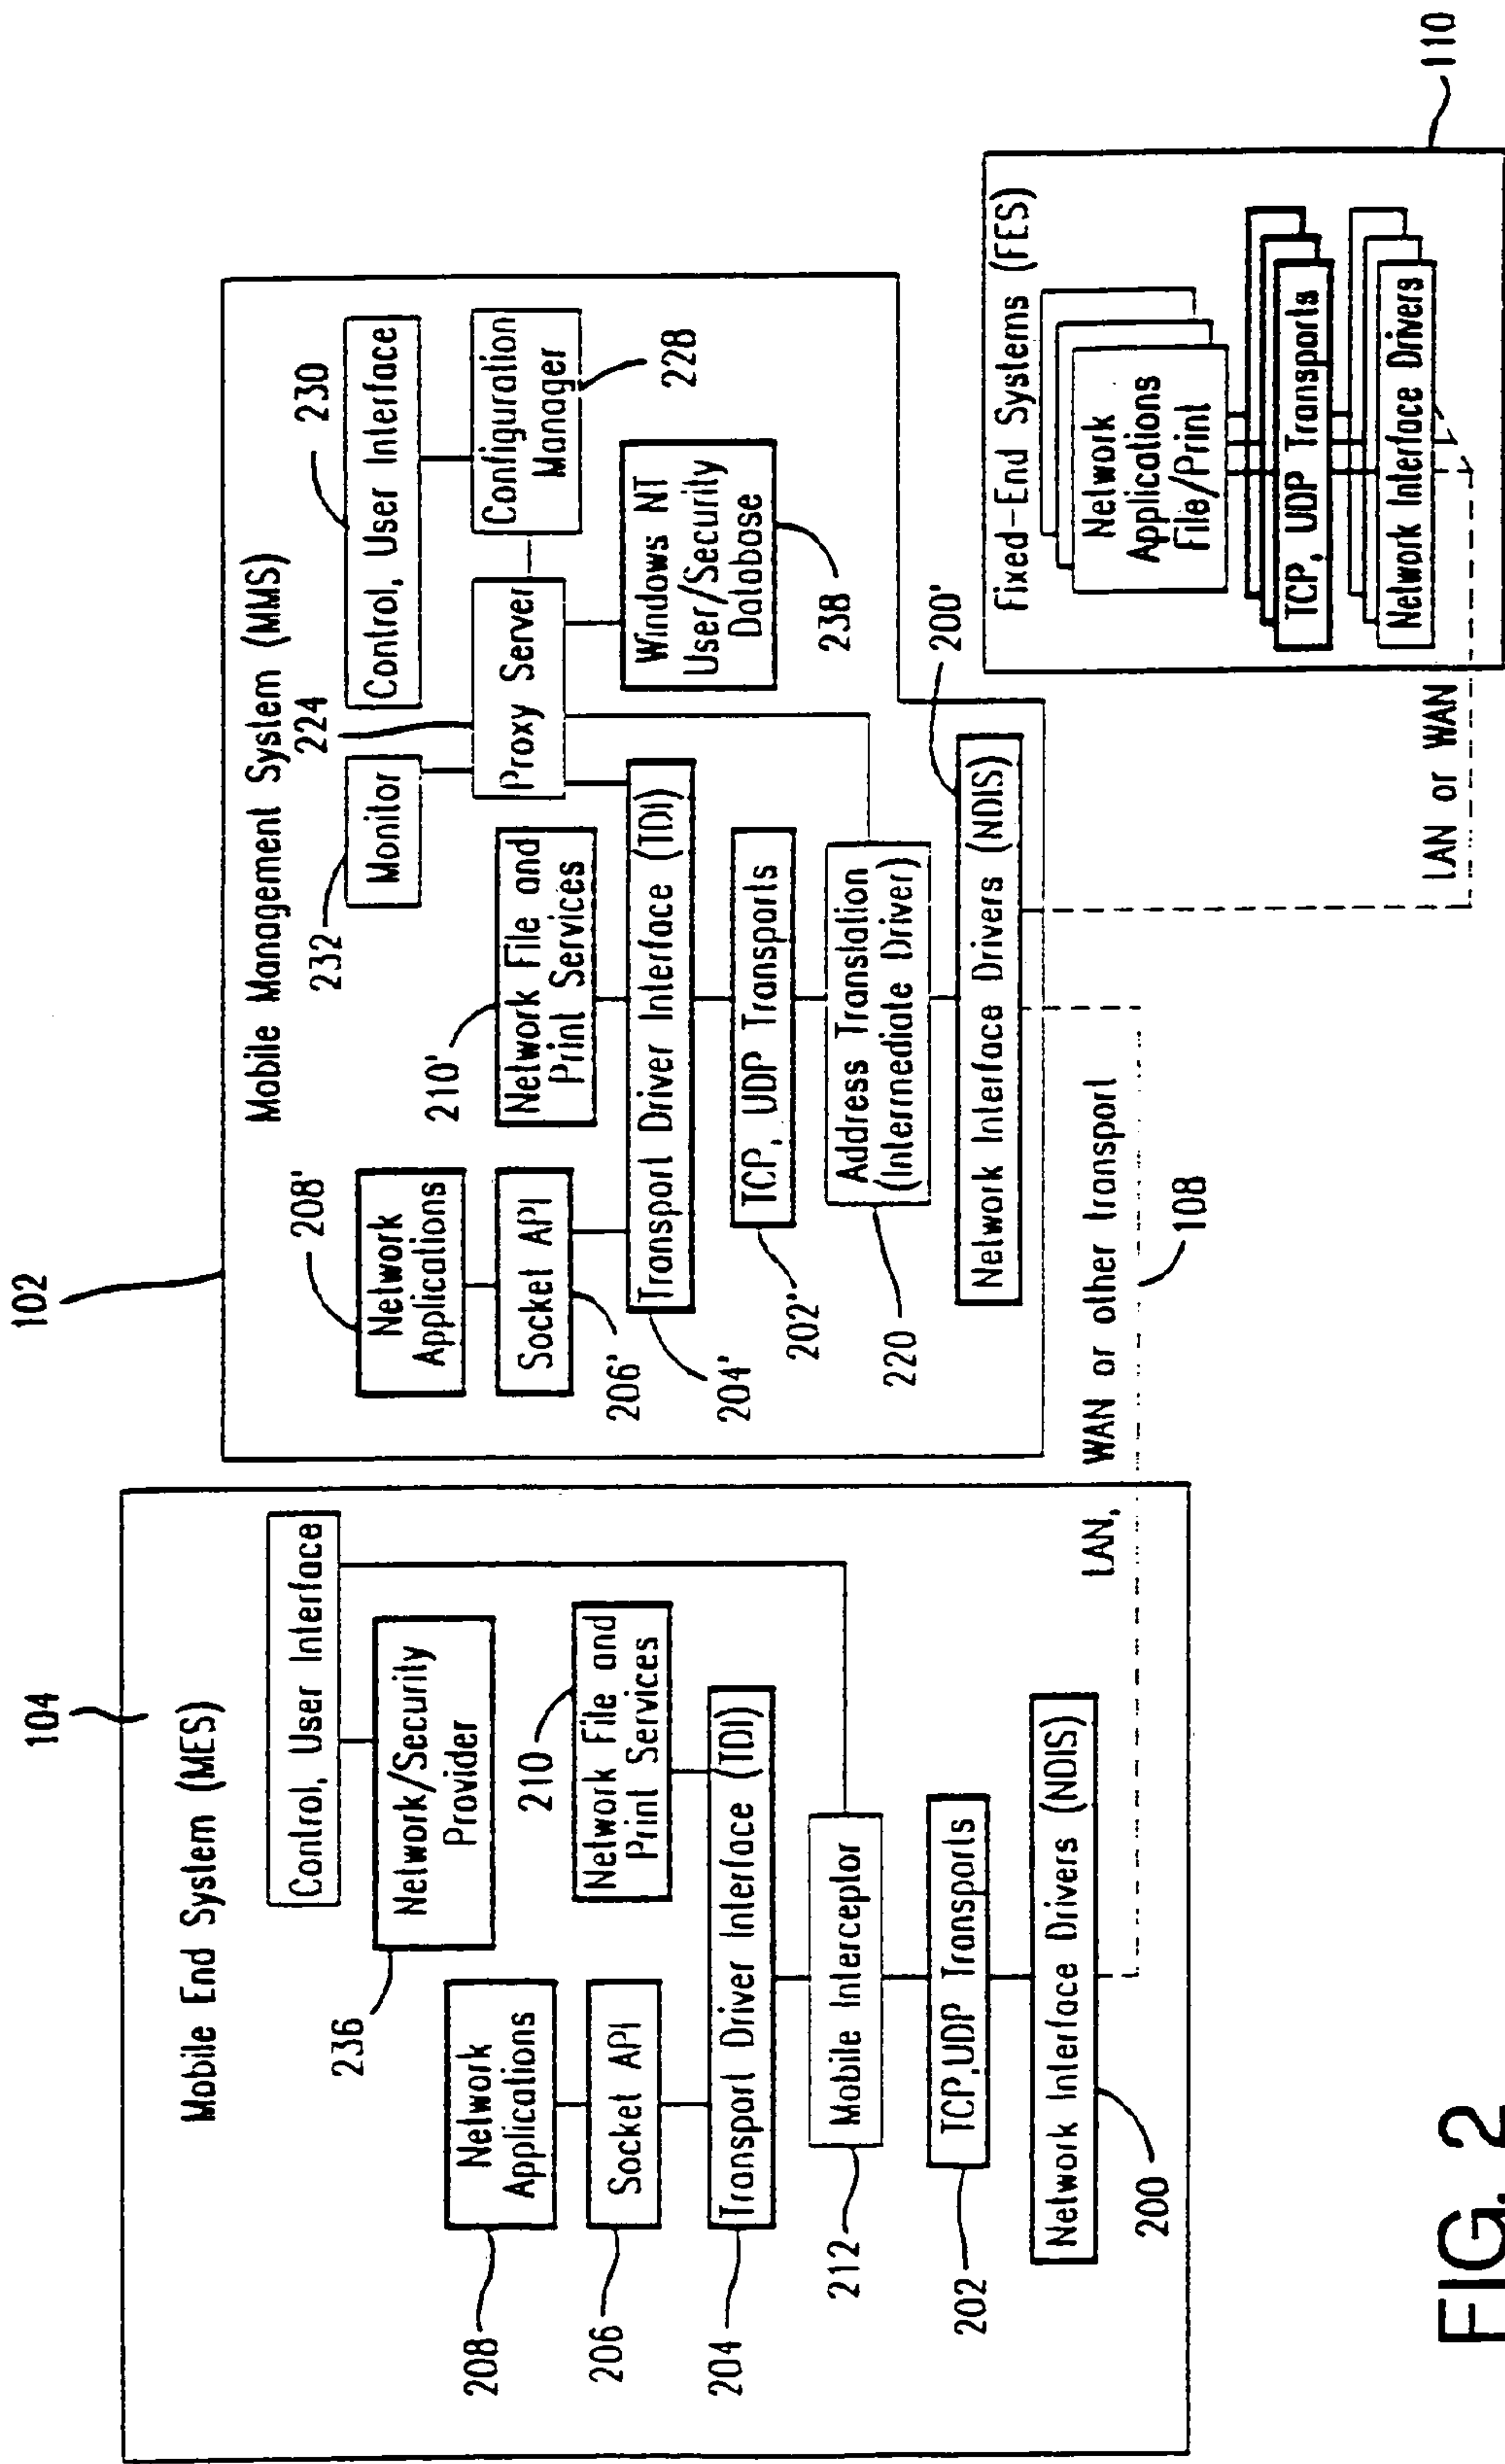 104
Mobile End System (MES)
Control, User Interface
Network/Security
Provider
236
Network
Applications
208
210
Network File and
Print Services
Socket API
206
Transport Driver Interface (TDI)
204
Mobile Interceptor
212
TCP,UDP Transports
202
Network Interface Drivers (NDIS)
200
102
Mobile Management System (MMS)
232
Monitor
224
230
Control, User Interface
208'
Network
Applications
210'
Network File and
Print Services
Proxy Server
Configuration
Manager
228
Socket API
206'
Windows NT
User/Security
Database
238
Transport Driver Interface (TDI)
204'
TCP, UDP Transports
202'
Address Translation
(Intermediate Driver)
220
Network Interface Drivers (NDIS)
200'
LAN, WAN or other transport
108
LAN or WAN
Fixed-End Systems (FES)
Network
Applications
File/Print
TCP, UDP Transports
Network Interface Drivers
110
FIG. 2